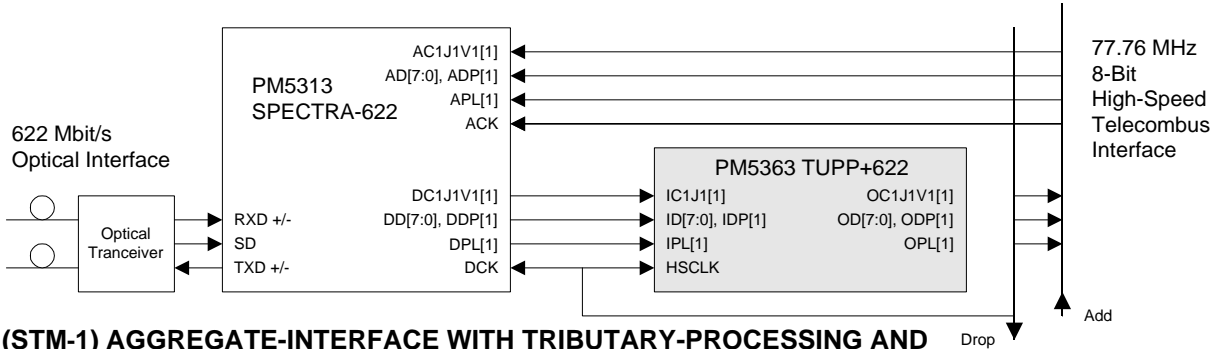 AC1J1V1[1]
AD[7:0], ADP[1]
APL[1]
ACK
PM5313
SPECTRA-622
77.76 MHz
8-Bit
High-Speed
Telecombus
Interface
622 Mbit/s
Optical Interface
Optical
Tranceiver
RXD +/-
SD
TXD +/-
DC1J1V1[1]
DD[7:0], DDP[1]
DPL[1]
DCK
PM5363 TUPP+622
IC1J1[1]
ID[7:0], IDP[1]
IPL[1]
HSCLK
OC1J1V1[1]
OD[7:0], ODP[1]
OPL[1]
Drop
Add
(STM-1) AGGREGATE-INTERFACE WITH TRIBUTARY-PROCESSING AND